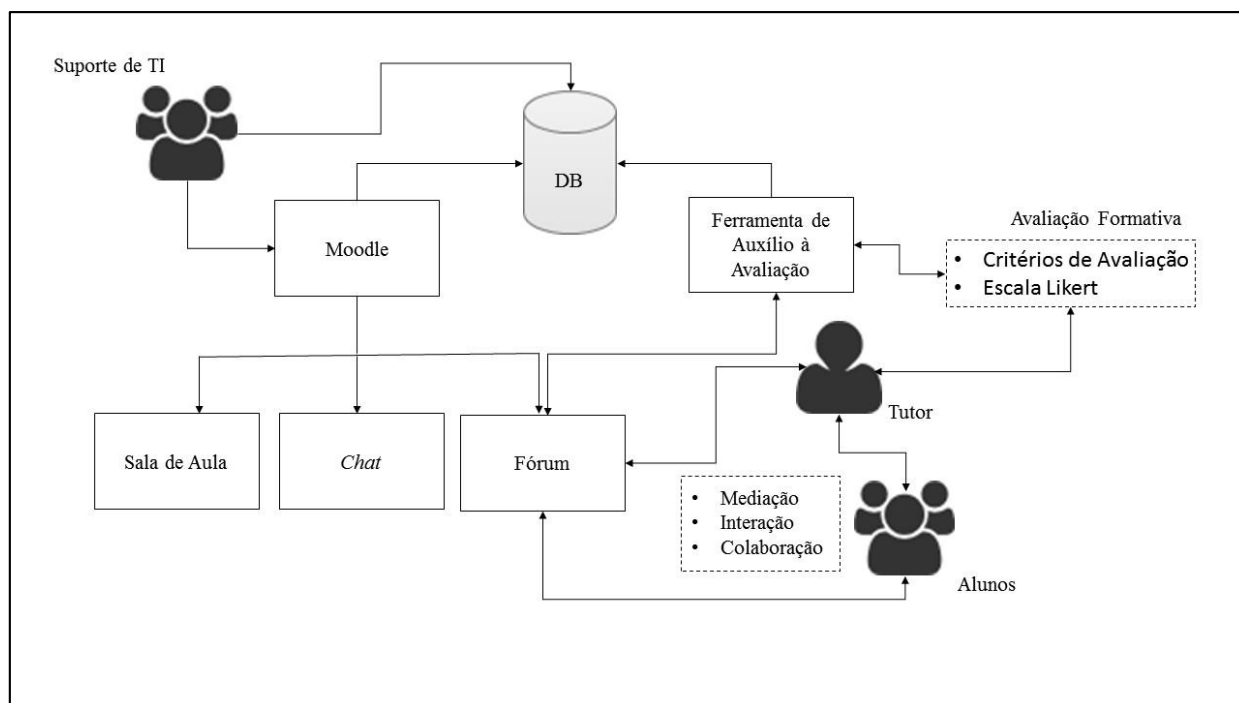 Suporte de TI
DB
Moodle
Ferramenta de
Auxílio à
Avaliação
Avaliação Formativa
• Critérios de Avaliação
• Escala Likert
Tutor
Sala de Aula
Chat
Fórum
• Mediação
• Interação
• Colaboração
Alunos